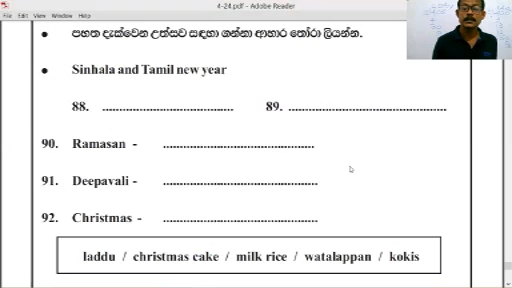 4-24.pdf - Adobe Reader
File Edit View Window Help
• පහත දැක්වෙන උත්සව සඳහා ගන්නා ආහාර තෝරා ලියන්න.
• Sinhala and Tamil new year
88. ....................................... 89. ...............................................
90. Ramasan - .............................................
91. Deepavali - ..............................................
92. Christmas - ..............................................
laddu / christmas cake / milk rice / watalappan / kokis